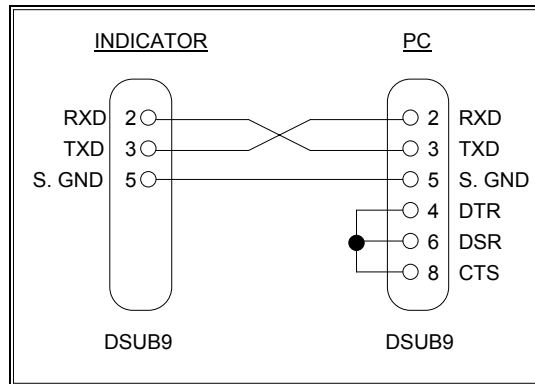 INDICATOR PC
RXD 2 2 RXD
TXD 3 3 TXD
S. GND 5 5 S. GND
4 DTR
6 DSR
8 CTS
DSUB9 DSUB9